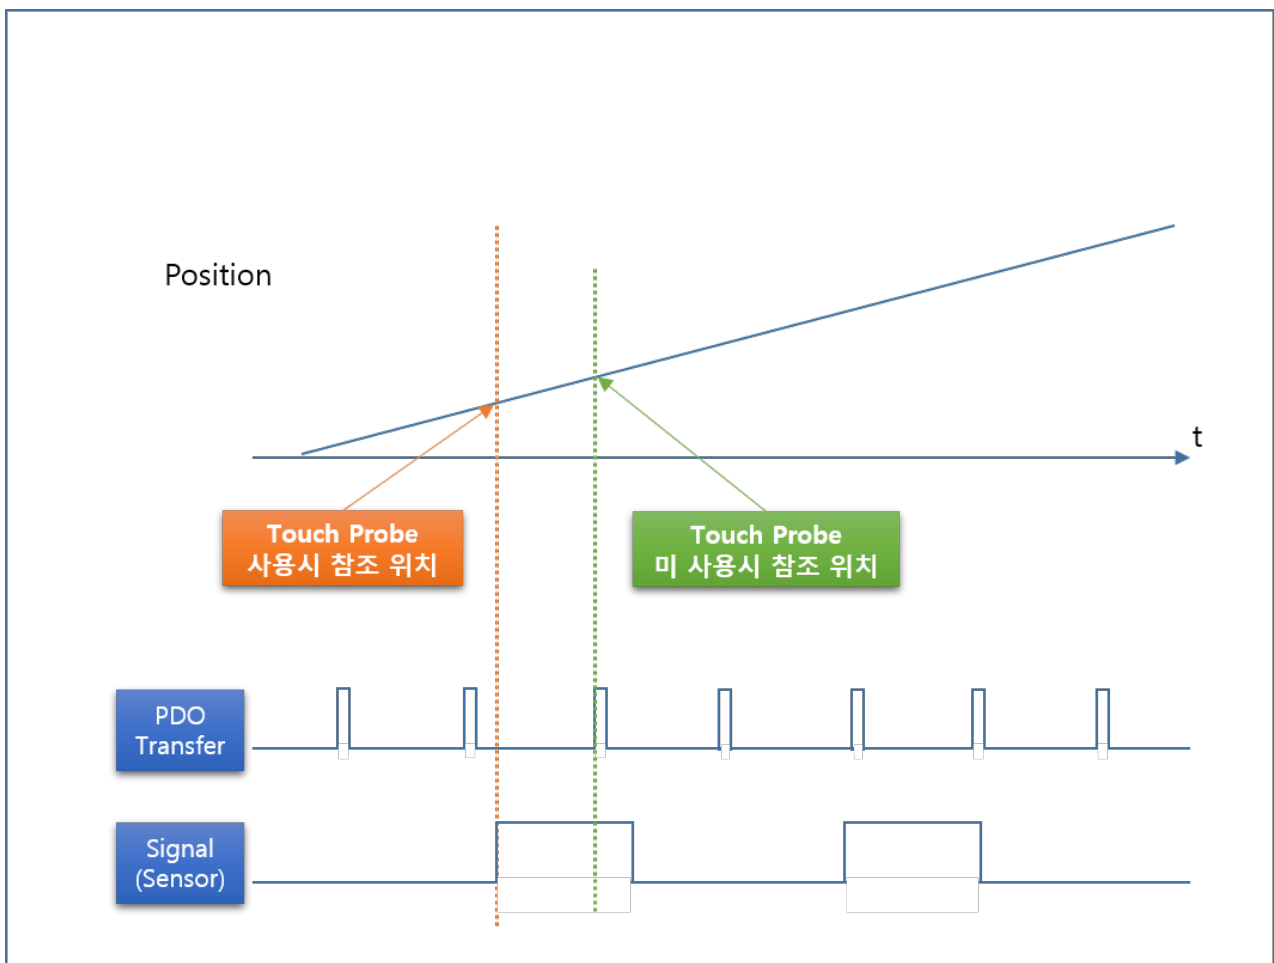 Position
t
Touch Probe
사용시 참조 위치
Touch Probe
미 사용시 참조 위치
PDO
Transfer
Signal
(Sensor)